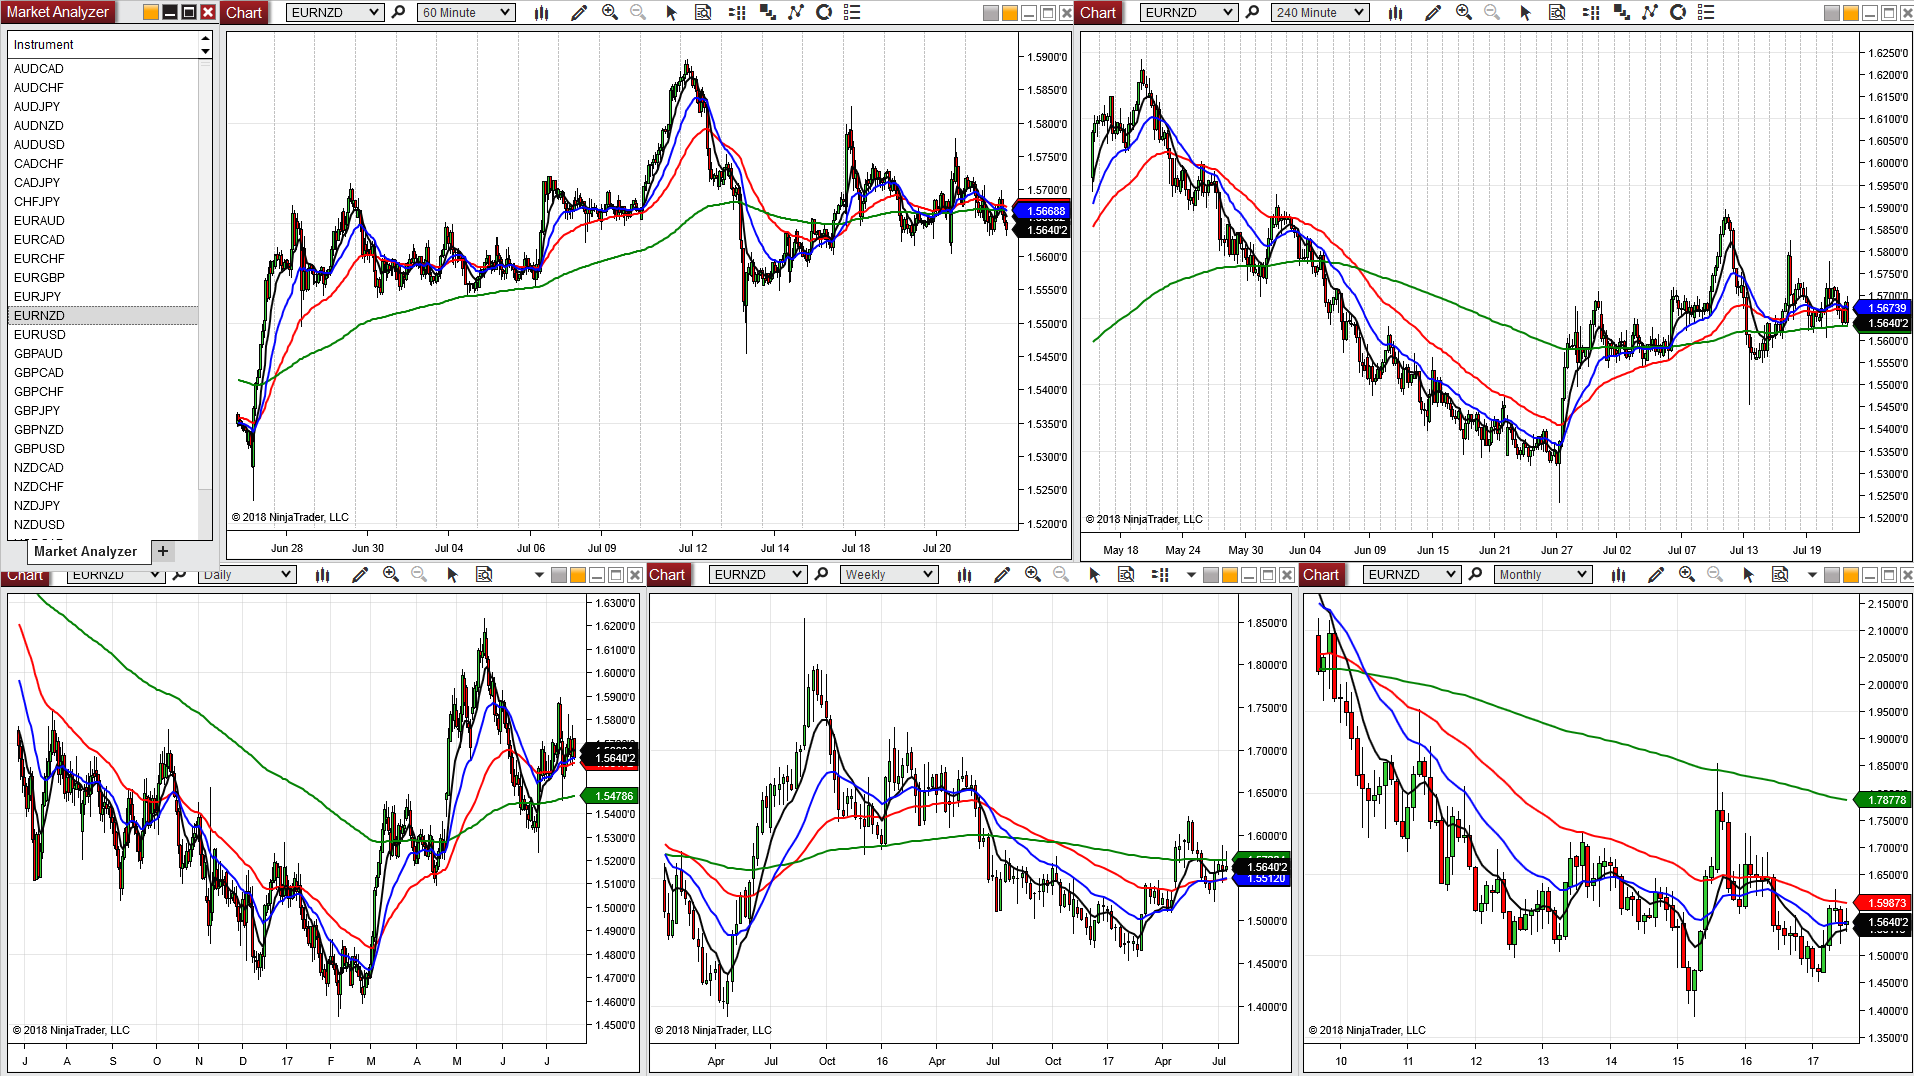 Market Analyzer
Instrument
AUDCAD
AUDCHF
AUDJPY
AUDNZD
AUDUSD
CADCHF
CADJPY
CHFJPY
EURAUD
EURCAD
EURCHF
EURGBP
EURJPY
EURNZD
EURUSD
GBPAUD
GBPCAD
GBPCHF
GBPJPY
GBPNZD
GBPUSD
NZDCAD
NZDCHF
NZDJPY
NZDUSD
Market Analyzer +
Chart EURNZD 60 Minute
1.5900'0
1.5850'0
1.5800'0
1.5750'0
1.5700'0
1.56688
1.5640'2
1.5600'0
1.5550'0
1.5500'0
1.5450'0
1.5400'0
1.5350'0
1.5300'0
1.5250'0
1.5200'0
© 2018 NinjaTrader, LLC
Jun 28 Jun 30 Jul 04 Jul 06 Jul 09 Jul 12 Jul 14 Jul 18 Jul 20
Chart EURNZD 240 Minute
1.6250'0
1.6200'0
1.6150'0
1.6100'0
1.6050'0
1.6000'0
1.5950'0
1.5900'0
1.5850'0
1.5800'0
1.5750'0
1.5700'0
1.56739
1.5640'2
1.5600'0
1.5550'0
1.5500'0
1.5450'0
1.5400'0
1.5350'0
1.5300'0
1.5250'0
1.5200'0
© 2018 NinjaTrader, LLC
May 18 May 24 May 30 Jun 04 Jun 09 Jun 15 Jun 21 Jun 27 Jul 02 Jul 07 Jul 13 Jul 19
Chart EURNZD Daily
1.6300'0
1.6200'0
1.6100'0
1.6000'0
1.5900'0
1.5800'0
1.5640'2
1.54786
1.5400'0
1.5300'0
1.5200'0
1.5100'0
1.5000'0
1.4900'0
1.4800'0
1.4700'0
1.4600'0
1.4500'0
© 2018 NinjaTrader, LLC
J A S O N D 17 F M A M J J
Chart EURNZD Weekly
1.8500'0
1.8000'0
1.7500'0
1.7000'0
1.6500'0
1.6000'0
1.5640'2
1.55120
1.5000'0
1.4500'0
1.4000'0
© 2018 NinjaTrader, LLC
Apr Jul Oct 16 Apr Jul Oct 17 Apr Jul
Chart EURNZD Monthly
2.1500'0
2.1000'0
2.0500'0
2.0000'0
1.9500'0
1.9000'0
1.8500'0
1.78778
1.7500'0
1.7000'0
1.6500'0
1.59873
1.5640'2
1.5000'0
1.4500'0
1.4000'0
1.3500'0
© 2018 NinjaTrader, LLC
10 11 12 13 14 15 16 17